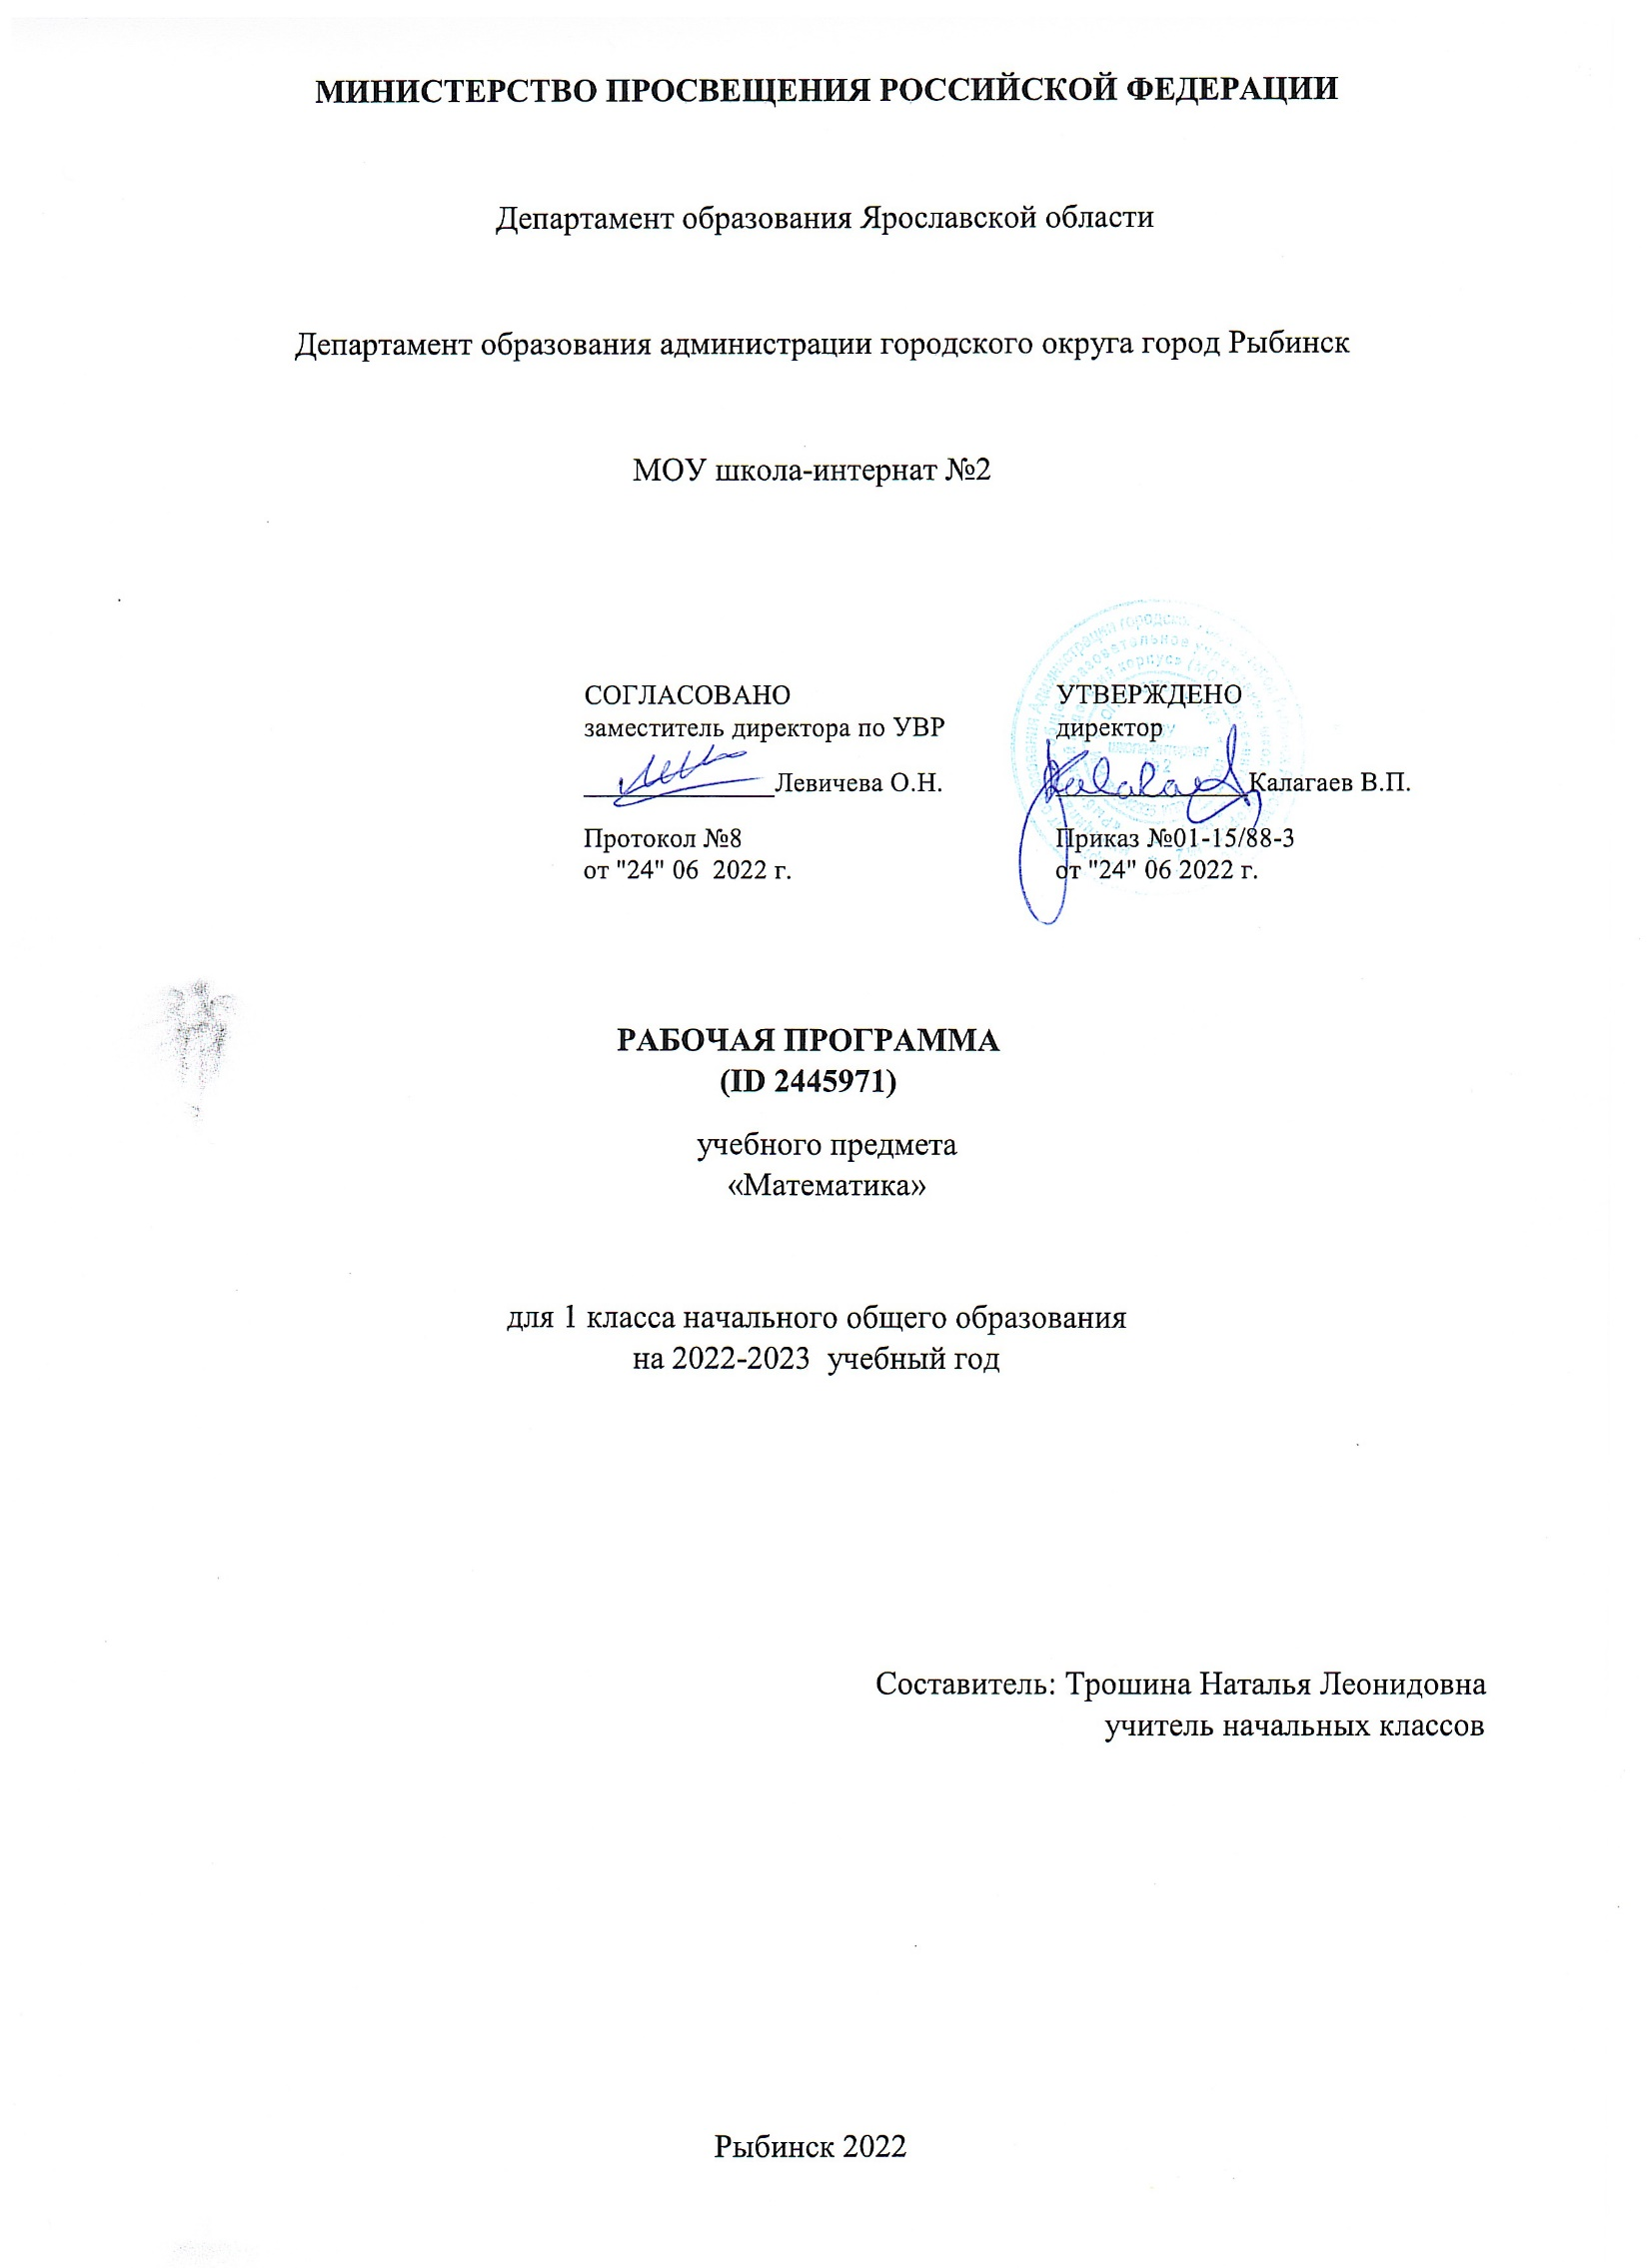 МИНИСТЕРСТВО ПРОСВЕЩЕНИЯ РОССИЙСКОЙ ФЕДЕРАЦИИ
Департамент образования Ярославской области
Департамент образования администрации городского округа город Рыбинск
МОУ школа-интернат №2
СОГЛАСОВАНО
заместитель директора по УВР
Левичева О.Н.
Протокол №8
от "24" 06 2022 г.
УТВЕРЖДЕНО
директор
Калагаев В.П.
Приказ №01-15/88-3
от "24" 06 2022 г.
РАБОЧАЯ ПРОГРАММА
(ID 2445971)
учебного предмета
«Математика»
для 1 класса начального общего образования
на 2022-2023 учебный год
Составитель: Трошина Наталья Леонидовна
учитель начальных классов
Рыбинск 2022